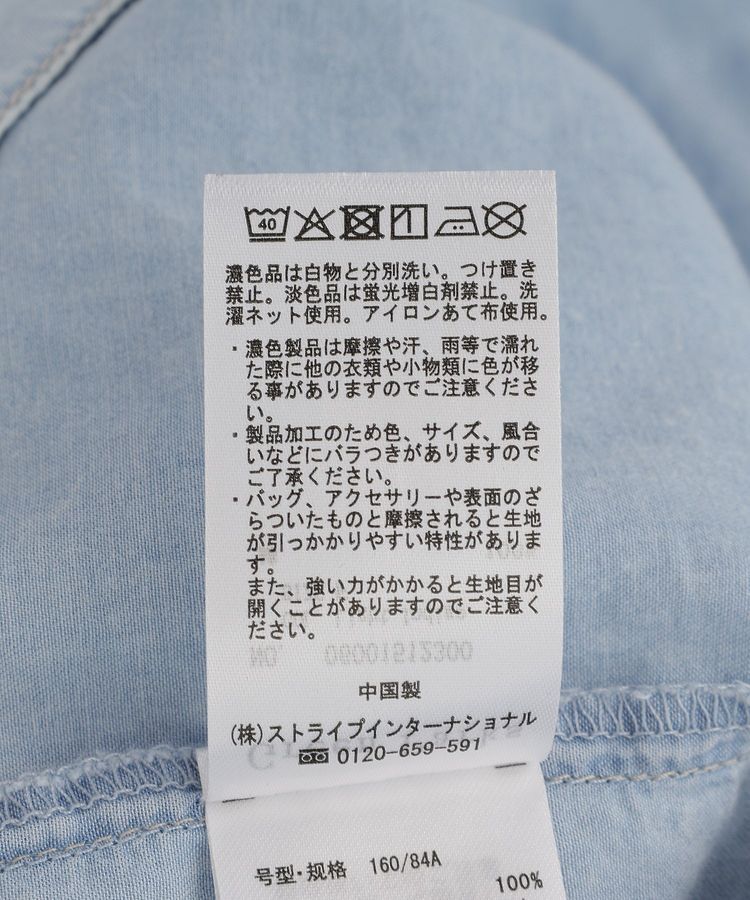 40
濃色品は白物と分別洗い。つけ置き
禁止。淡色品は蛍光増白剤禁止。洗
濯ネット使用。アイロンあて布使用。
・濃色製品は摩擦や汗、雨等で濡れ
た際に他の衣類や小物類に色が移
る事がありますのでご注意くださ
い。
・製品加工のため色、サイズ、風合
いなどにバラつきがありますので
ご了承ください。
・バッグ、アクセサリーや表面のざ
らついたものと摩擦されると生地
が引っかかりやすい特性がありま
す。
また、強い力がかかると生地目が
開くことがありますのでご注意く
ださい。
NO. 06001512300
中国製
(株)ストライプインターナショナル
0120-659-591
号型・规格 160/84A
100%